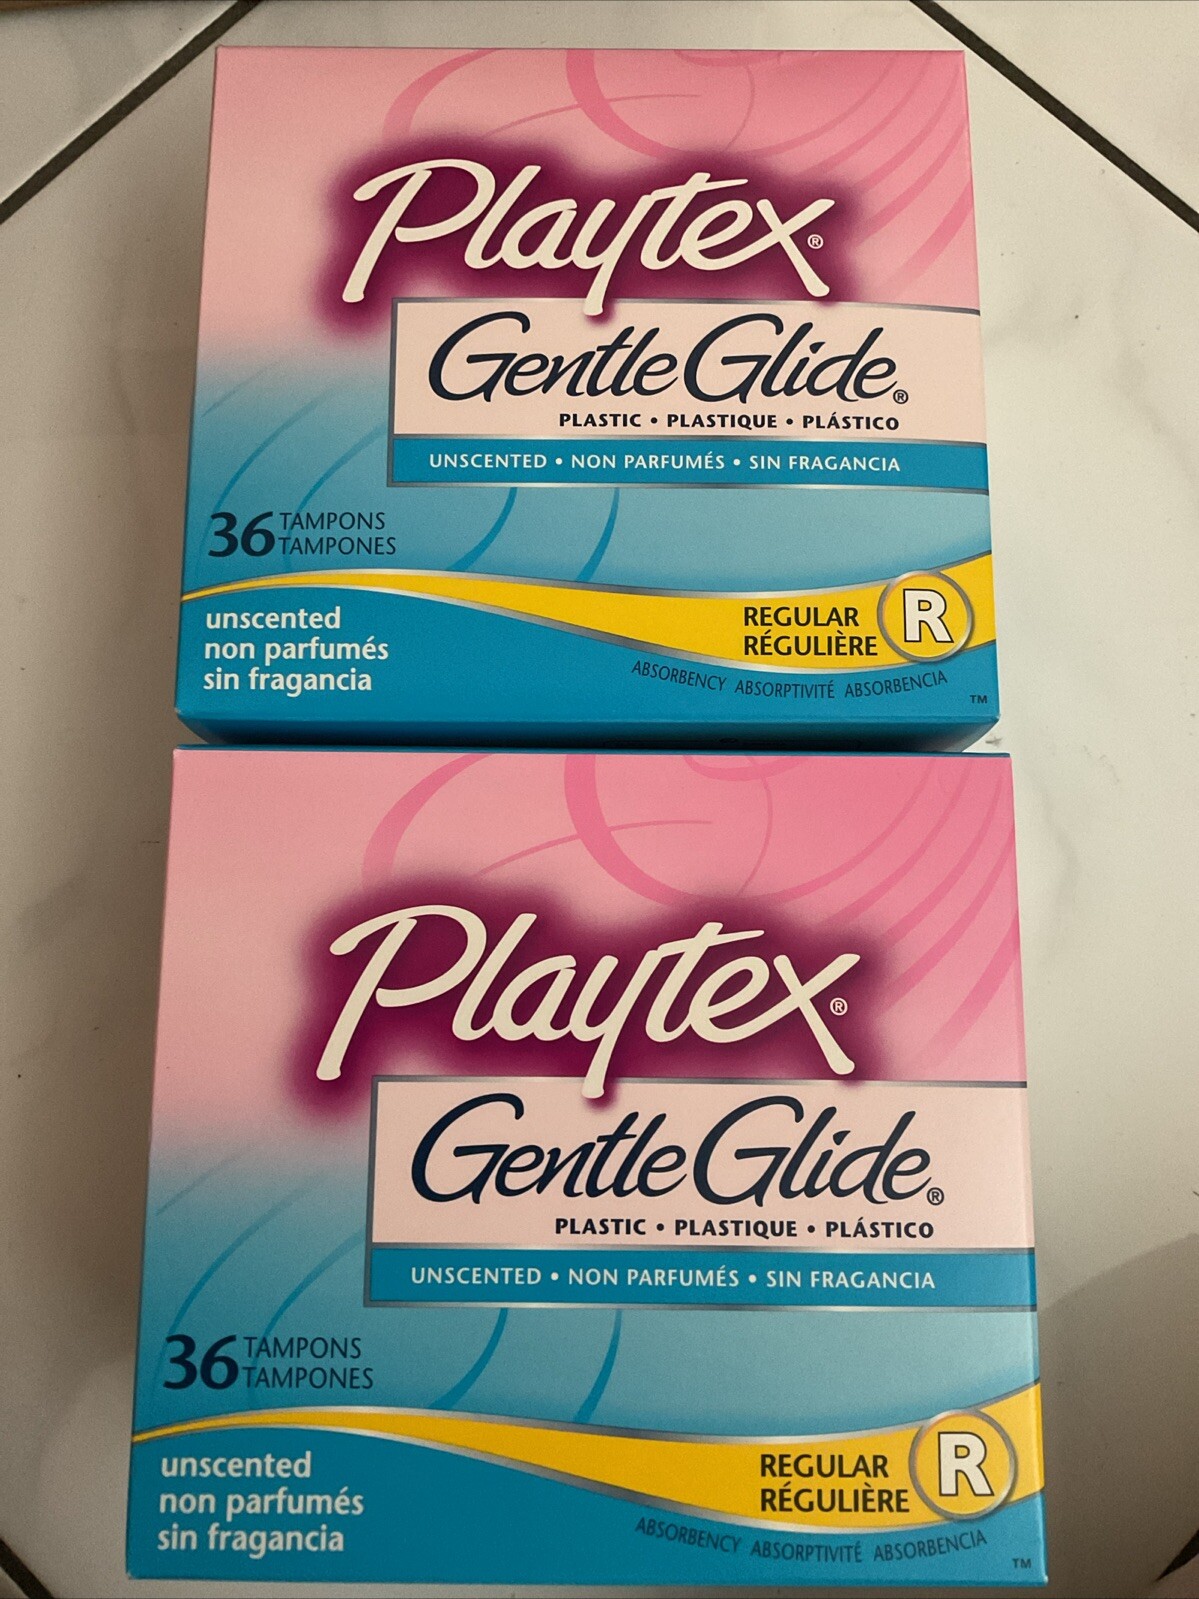 Playtex®
Gentle Glide®
PLASTIC • PLASTIQUE • PLÁSTICO
UNSCENTED • NON PARFUMÉS • SIN FRAGANCIA
36 TAMPONS
TAMPONES
unscented
non parfumés
sin fragancia
REGULAR
RÉGULIÈRE
R
ABSORBENCY ABSORPTIVITÉ ABSORBENCIA
™
Playtex®
Gentle Glide®
PLASTIC • PLASTIQUE • PLÁSTICO
UNSCENTED • NON PARFUMÉS • SIN FRAGANCIA
36 TAMPONS
TAMPONES
unscented
non parfumés
sin fragancia
REGULAR
RÉGULIÈRE
R
ABSORBENCY ABSORPTIVITÉ ABSORBENCIA
™